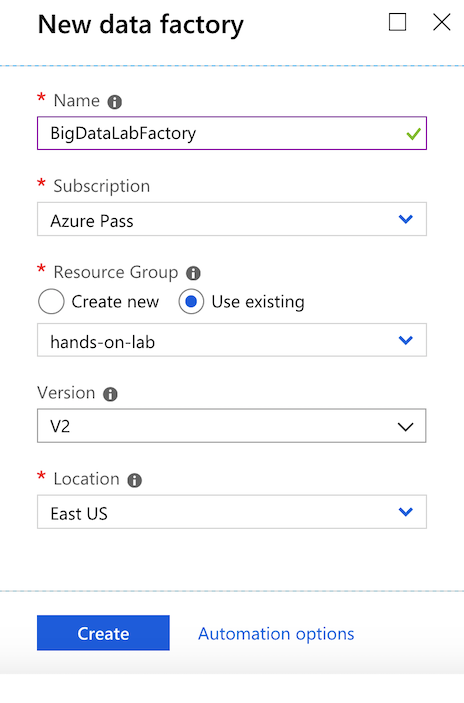 New data factory
* Name
BigDataLabFactory
* Subscription
Azure Pass
* Resource Group
Create new Use existing
hands-on-lab
Version
V2
* Location
East US
Create Automation options